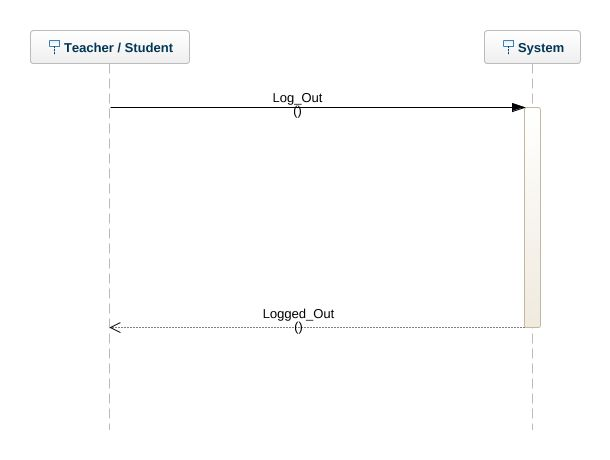 Teacher / Student
System
Log_Out
()
Logged_Out
()